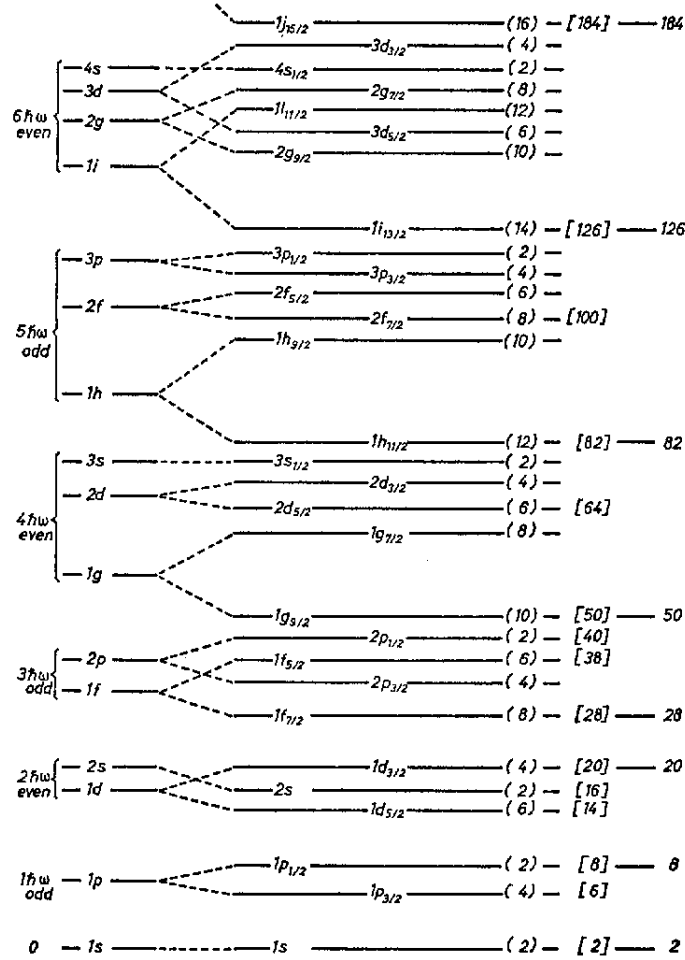 1j15/2 (16) [184] 184
3d3/2 (4)
4s 4s1/2 (2)
3d 2g7/2 (8)
6ħω even
1i11/2 (12)
2g 3d5/2 (6)
2g9/2 (10)
1i
1i13/2 (14) [126] 126
3p 3p1/2 (2)
3p3/2 (4)
2f 2f5/2 (6)
2f7/2 (8) [100]
5ħω odd
1h9/2 (10)
1h
1h11/2 (12) [82] 82
3s 3s1/2 (2)
2d 2d3/2 (4)
2d5/2 (6) [64]
4ħω even
1g7/2 (8)
1g
1g9/2 (10) [50] 50
2p1/2 (2) [40]
2p 1f5/2 (6) [38]
3ħω odd
1f 2p3/2 (4)
1f7/2 (8) [28] 28
2s 1d3/2 (4) [20] 20
2ħω even
1d 2s (2) [16]
1d5/2 (6) [14]
1p1/2 (2) [8] 8
1ħω odd
1p 1p3/2 (4) [6]
0 1s 1s (2) [2] 2